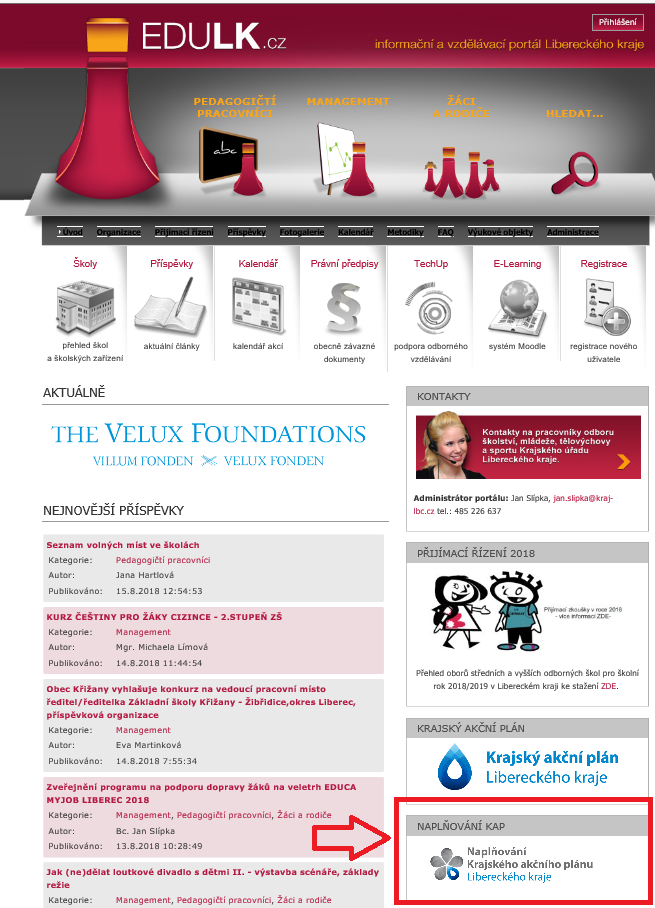 EDULK.cz
Přihlášení
informační a vzdělávací portál Libereckého kraje
PEDAGOGIČTÍ
PRACOVNÍCI
MANAGEMENT
ŽÁCI
A RODIČE
HLEDAT...
abc
Úvod Organizace Přijímací řízení Příspěvky Fotogalerie Kalendář Metodiky FAQ Výukové objekty Administrace
Školy
přehled škol
a školských zařízení
Příspěvky
aktuální články
Kalendář
kalendář akcí
Právní předpisy
obecně závazné
dokumenty
TechUp
podpora odborného
vzdělávání
E-Learning
systém Moodle
Registrace
registrace nového
uživatele
AKTUÁLNĚ
THE VELUX FOUNDATIONS
VILLUM FONDEN VELUX FONDEN
NEJNOVĚJŠÍ PŘÍSPĚVKY
Seznam volných míst ve školách
Kategorie: Pedagogičtí pracovníci
Autor: Jana Hartlová
Publikováno: 15.8.2018 12:54:53
KURZ ČEŠTINY PRO ŽÁKY CIZINCE - 2.STUPEŇ ZŠ
Kategorie: Management
Autor: Mgr. Michaela Límová
Publikováno: 14.8.2018 11:44:54
Obec Křižany vyhlašuje konkurz na vedoucí pracovní místo
ředitel/ředitelka Základní školy Křižany - Žibřidice,okres Liberec,
příspěvková organizace
Kategorie: Management
Autor: Eva Martinková
Publikováno: 14.8.2018 7:55:34
Zveřejnění programu na podporu dopravy žáků na veletrh EDUCA
MYJOB LIBEREC 2018
Kategorie: Management, Pedagogičtí pracovníci, Žáci a rodiče
Autor: Bc. Jan Slípka
Publikováno: 13.8.2018 10:28:49
Jak (ne)dělat loutkové divadlo s dětmi II. - výstavba scénáře, základy
režie
Kategorie: Management, Pedagogičtí pracovníci, Žáci a rodiče
KONTAKTY
Kontakty na pracovníky odboru
školství, mládeže, tělovýchovy
a sportu Krajského úřadu
Libereckého kraje.
Administrátor portálu: Jan Slípka, jan.slipka@kraj-
lbc.cz tel.: 485 226 637
PŘIJÍMACÍ ŘÍZENÍ 2018
Přijímací zkoušky v roce 2018
- více informací ZDE-
Přehled oborů středních a vyšších odborných škol pro školní
rok 2018/2019 v Libereckém kraji ke stažení ZDE.
KRAJSKÝ AKČNÍ PLÁN
Krajský akční plán
Libereckého kraje
NAPLŇOVÁNÍ KAP
Naplňování
Krajského akčního plánu
Libereckého kraje